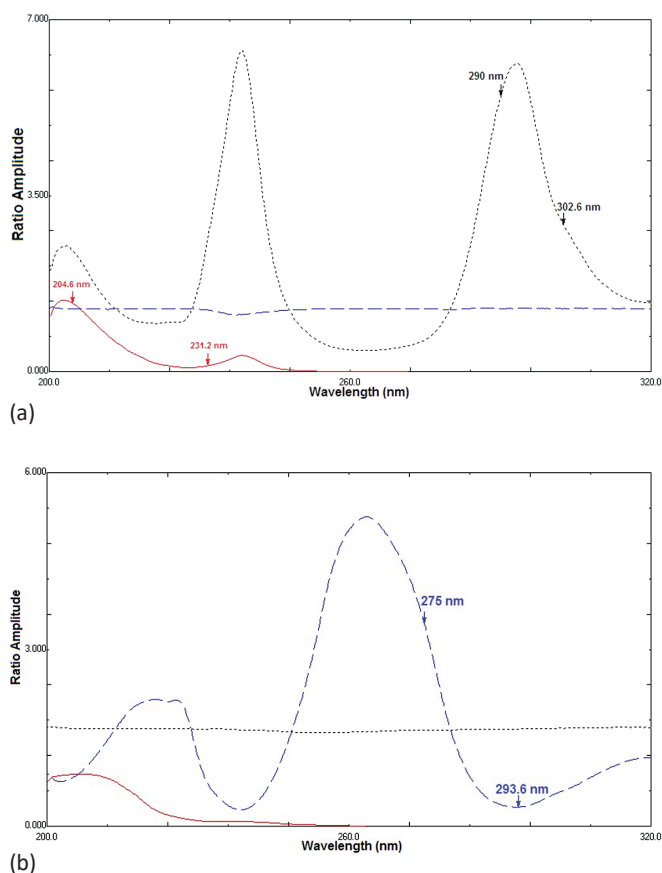 7.000
Ratio Amplitude
290 nm
3.500
302.6 nm
204.6 nm
231.2 nm
0.000
200.0
260.0
320.0
Wavelength (nm)
(a)
6.000
Ratio Amplitude
275 nm
3.000
293.6 nm
0.000
200.0
260.0
320.0
Wavelength (nm)
(b)